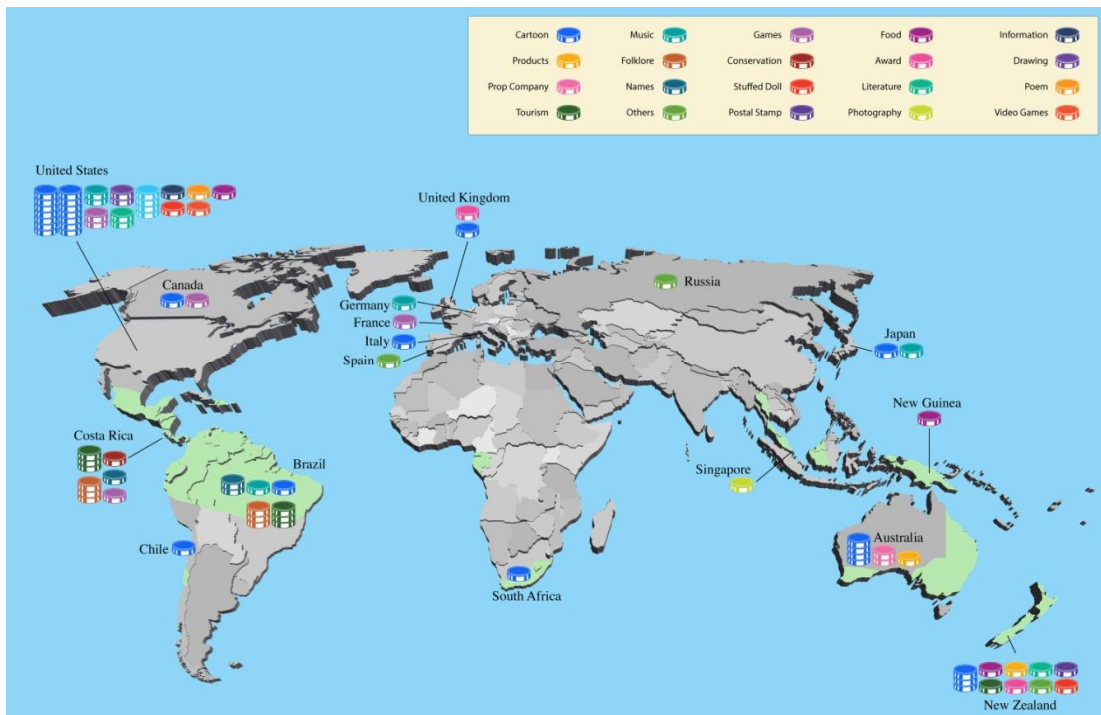 Cartoon Music Games Food Information
Products Folklore Conservation Award Drawing
Prop Company Names Stuffed Doll Literature Poem
Tourism Others Postal Stamp Photography Video Games
United States
United Kingdom
Canada
Russia
Germany
France
Italy
Spain
Japan
New Guinea
Costa Rica
Brazil
Singapore
Chile
Australia
South Africa
New Zealand